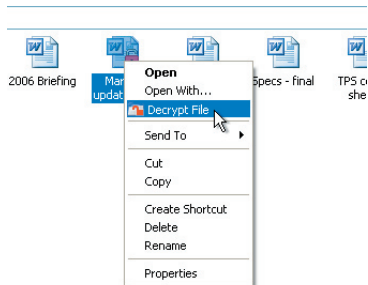 2006 Briefing
Mar
updat
Specs - final
TPS co
she
Open
Open With...
Decrypt File
Send To
Cut
Copy
Create Shortcut
Delete
Rename
Properties